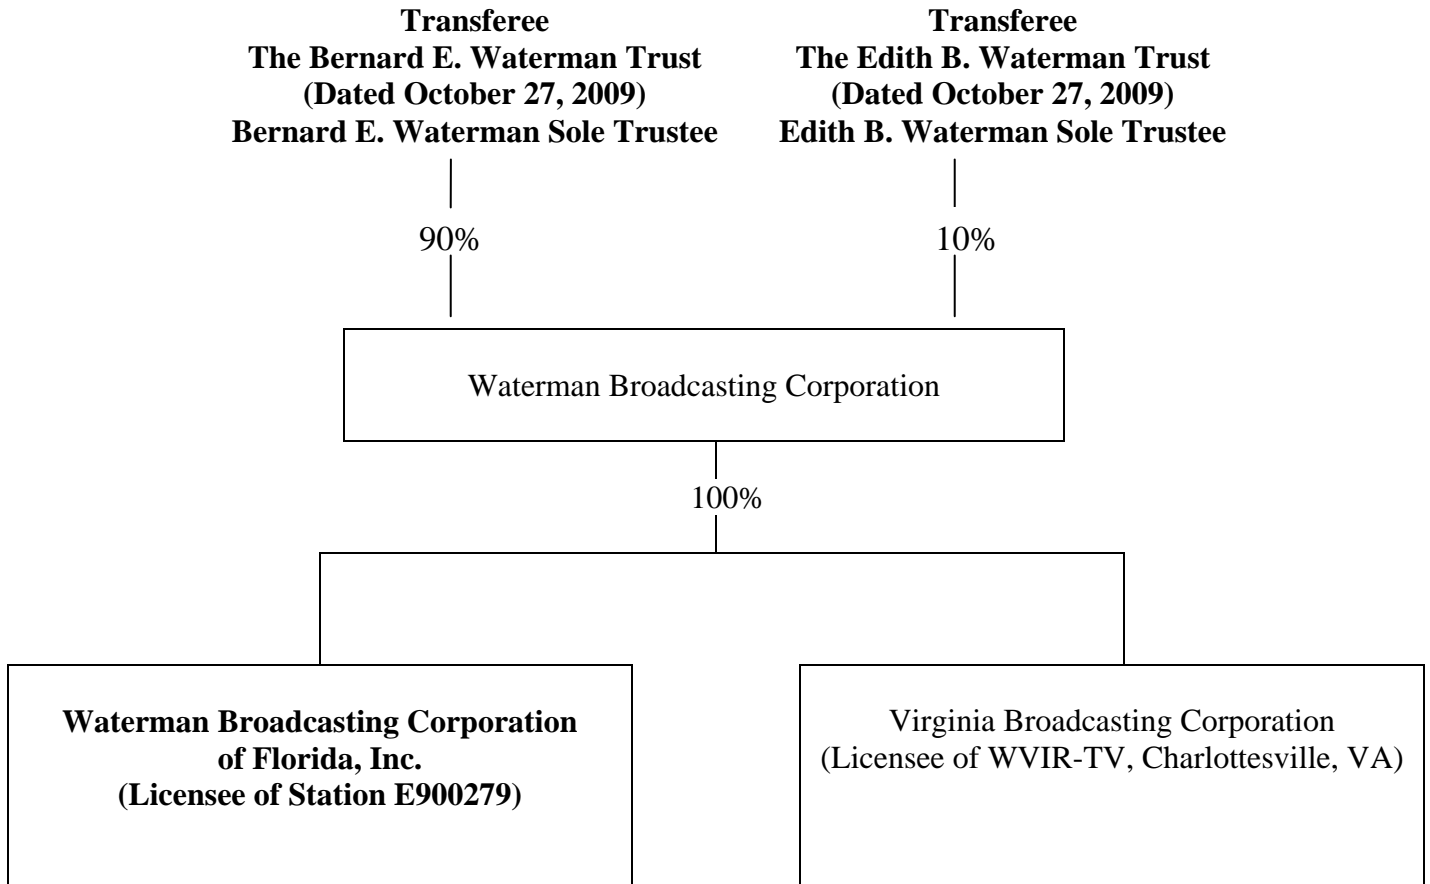 Transferee
The Bernard E. Waterman Trust
(Dated October 27, 2009)
Bernard E. Waterman Sole Trustee
Transferee
The Edith B. Waterman Trust
(Dated October 27, 2009)
Edith B. Waterman Sole Trustee
90%
10%
Waterman Broadcasting Corporation
100%
Waterman Broadcasting Corporation
of Florida, Inc.
(Licensee of Station E900279)
Virginia Broadcasting Corporation
(Licensee of WVIR-TV, Charlottesville, VA)